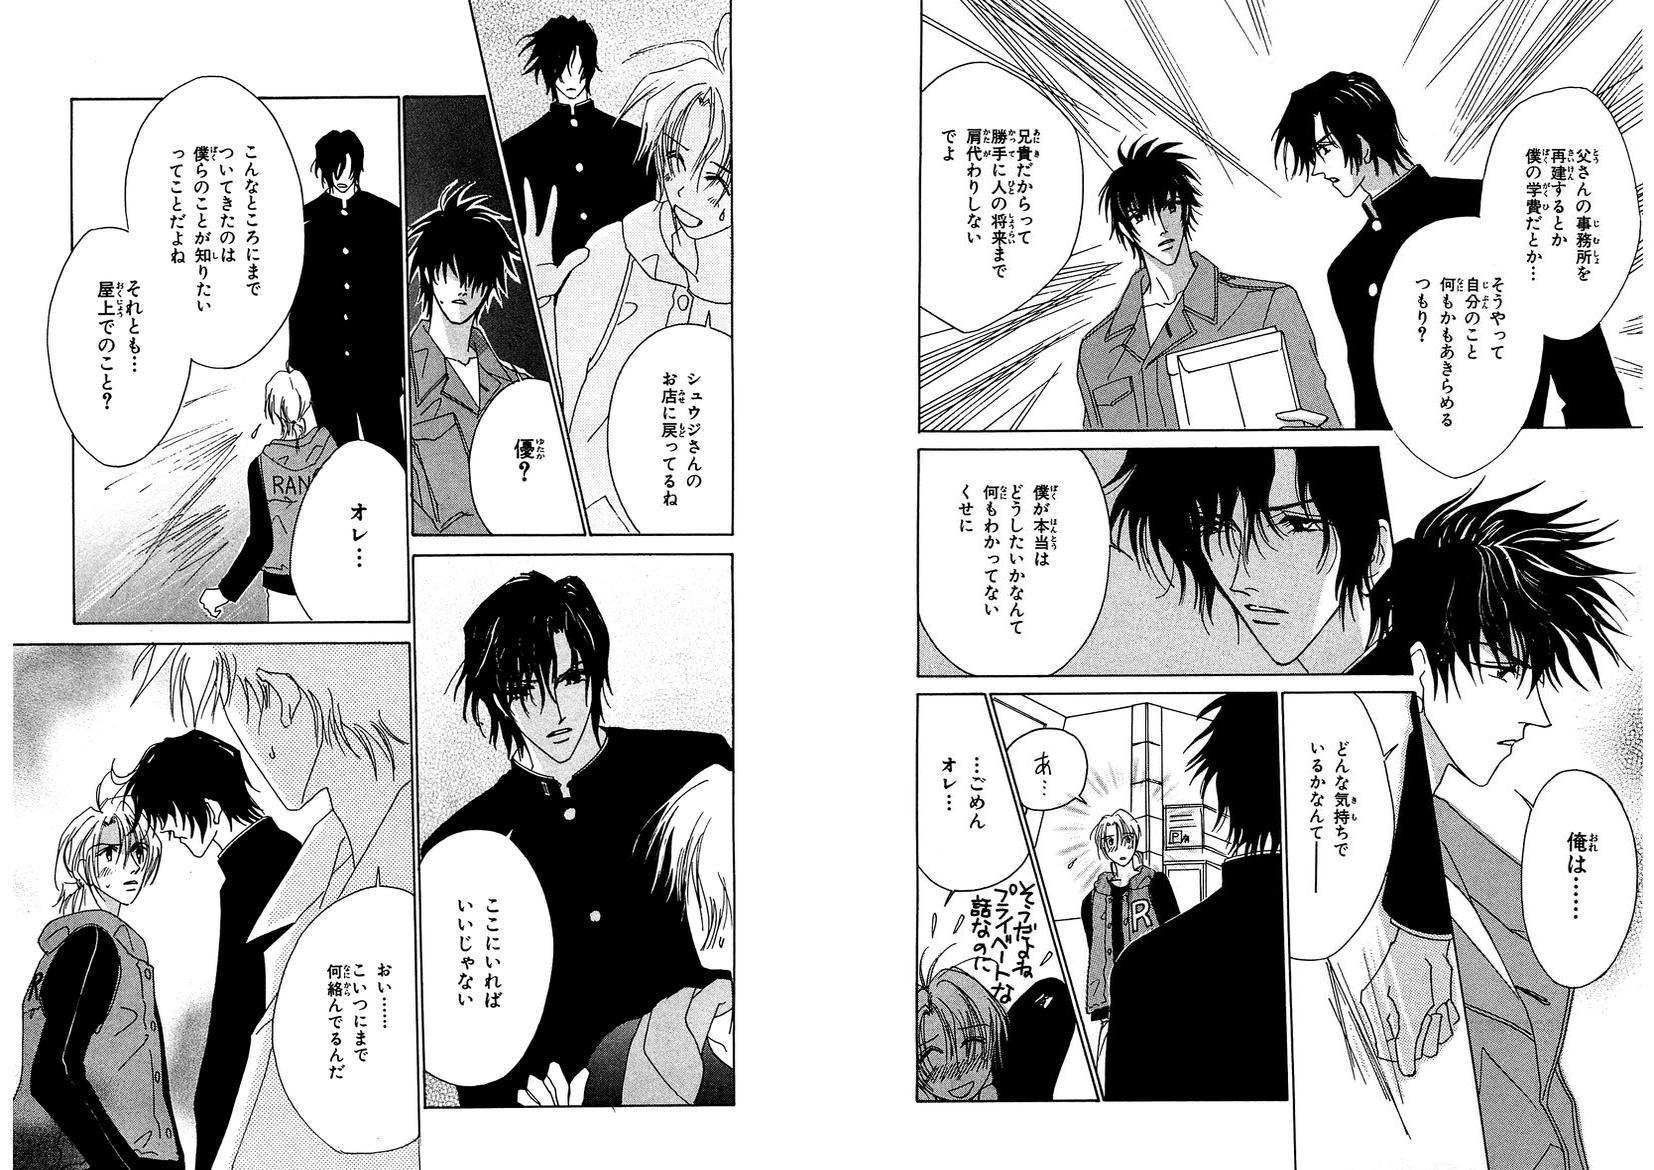 父さんの事務所を
再建するとか
僕の学費だとか…
そうやって
自分のこと
何もかもあきらめる
つもり?
兄貴だからって
勝手に人の将来まで
肩代わりしない
でよ
僕が本当は
どうしたいかなんて
何もわかってない
くせに
俺は……
どんな気持ちで
いるかなんて──
あ…
R
…ごめん
オレ…
そうだよね
プライベートな
話なのに
シュウジさんの
お店に戻ってるね
優?
こんなところにまで
ついてきたのは
僕らのことが知りたい
ってことだよね
それとも…
屋上でのこと?
RAN
オレ…
ここにいれば
いいじゃない
おい……
こいつにまで
何絡んでるんだ